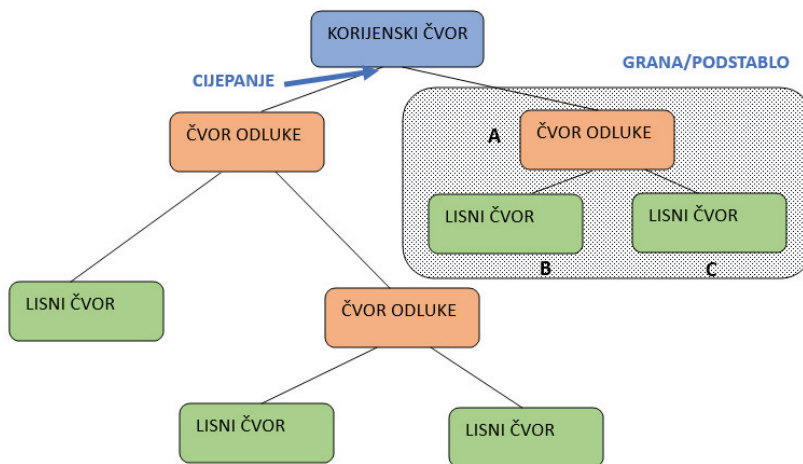 KORIJENSKI ČVOR
GRANA/PODSTABLO
CIJEPANJE
ČVOR ODLUKE
A
ČVOR ODLUKE
LISNI ČVOR
LISNI ČVOR
B
C
LISNI ČVOR
ČVOR ODLUKE
LISNI ČVOR
LISNI ČVOR